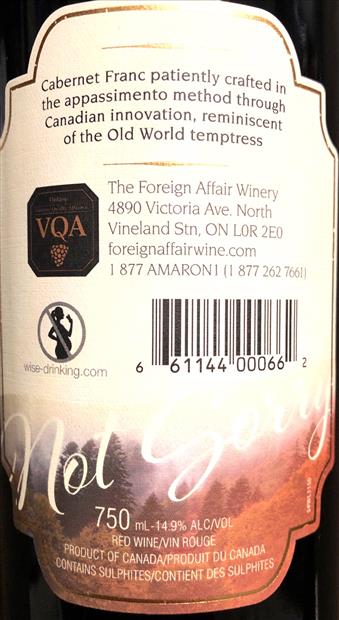 Cabernet Franc patiently crafted in
the appassimento method through
Canadian innovation, reminiscent
of the Old World temptress
VQA
The Foreign Affair Winery
4890 Victoria Ave. North
Vineland Stn, ON L0R 2E0
foreignaffairwine.com
1 877 AMARON1 (1 877 262 7661)
wise-drinking.com
6 61144 00066 2
Not Sorry
750 mL-14.9% ALC/VOL
RED WINE/VIN ROUGE
PRODUCT OF CANADA/PRODUIT DU CANADA
CONTAINS SULPHITES/CONTIENT DES SULPHITES